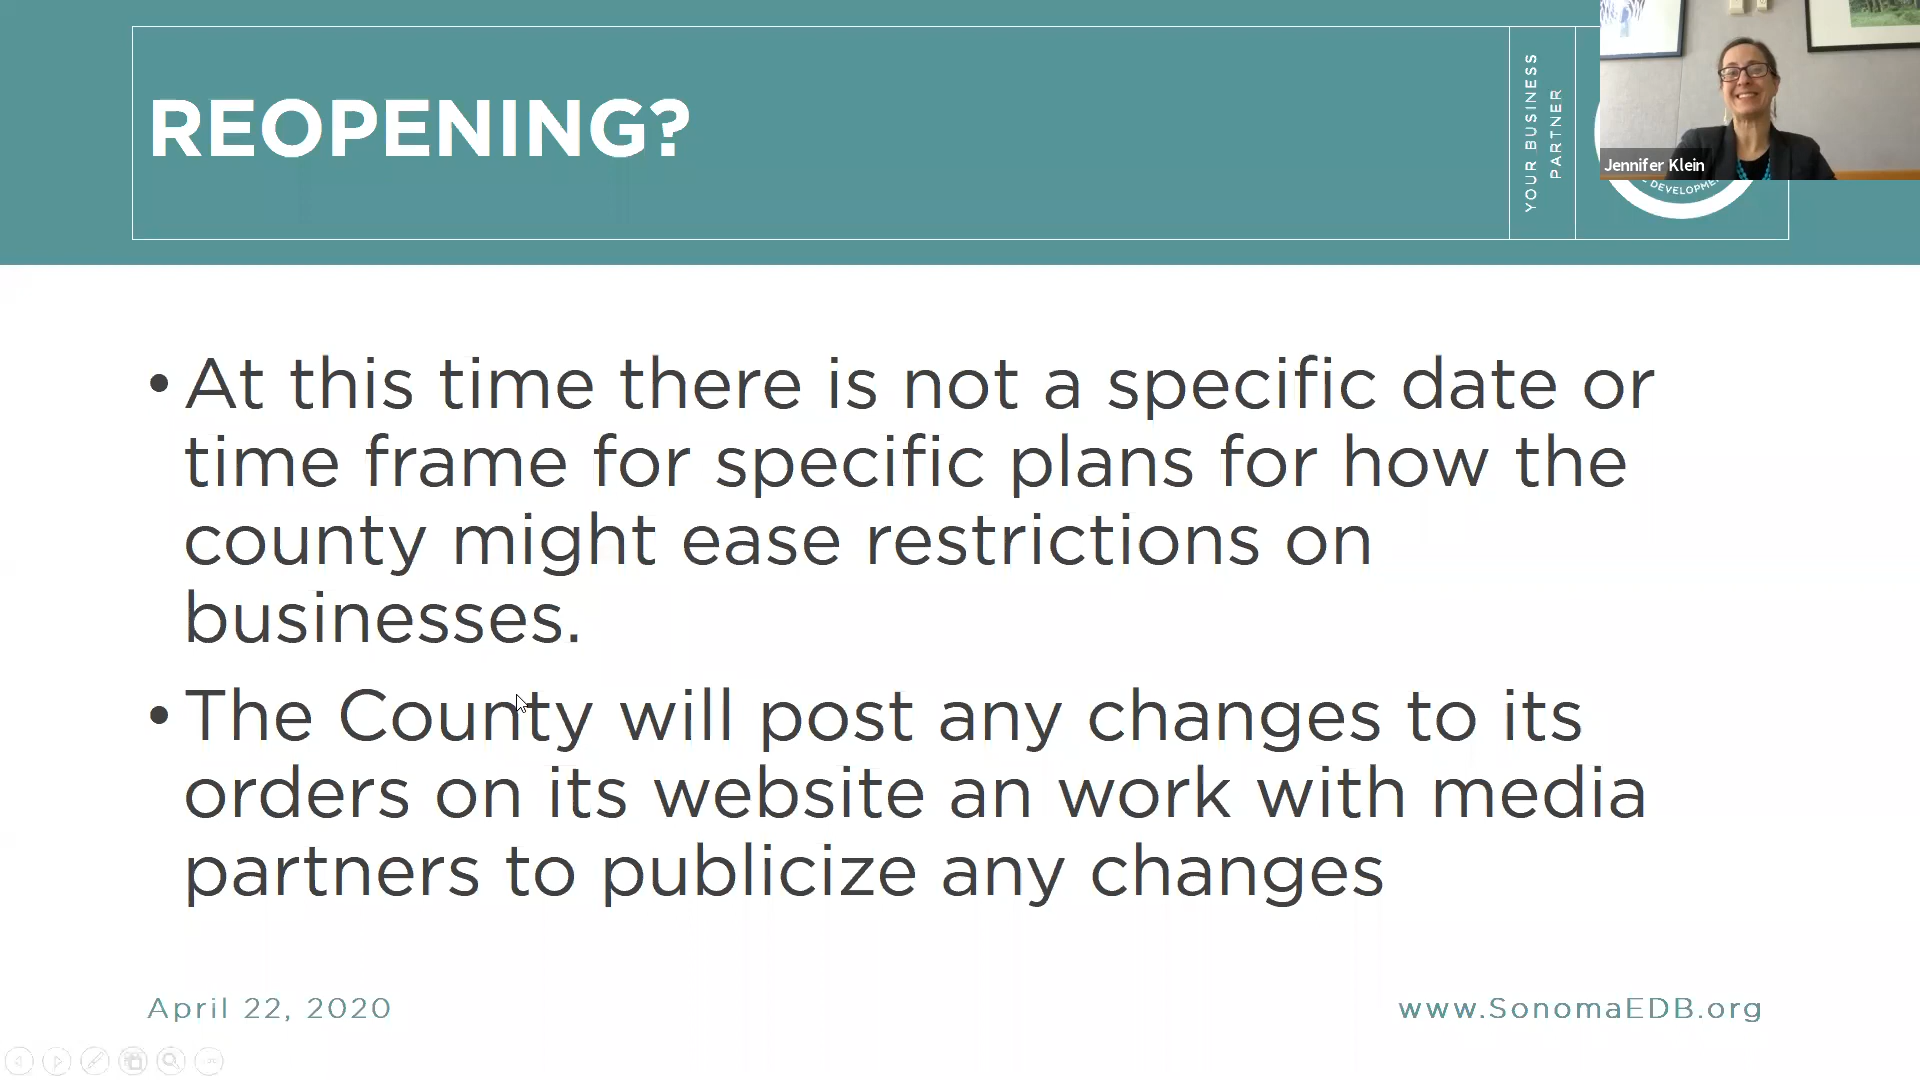 REOPENING?
YOUR BUSINESS
PARTNER
Jennifer Klein
DEVELOPME
• At this time there is not a specific date or
time frame for specific plans for how the
county might ease restrictions on
businesses.
• The County will post any changes to its
orders on its website an work with media
partners to publicize any changes
April 22, 2020
www.SonomaEDB.org